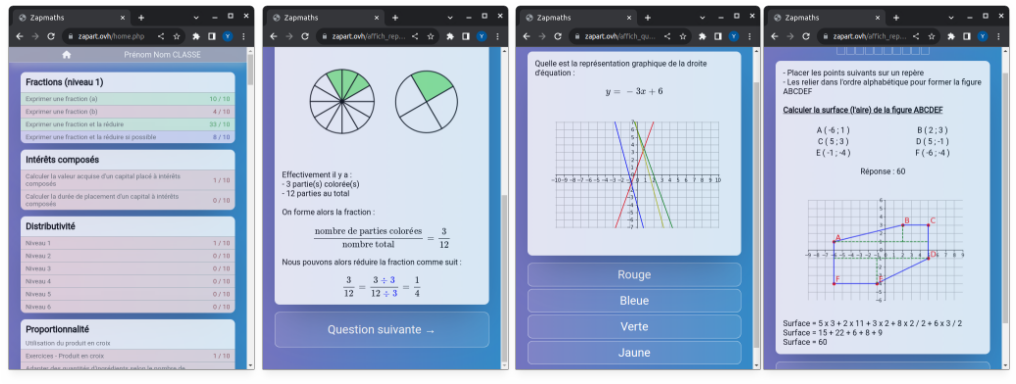 Zapmaths
zapart.ovh/home.php
Prénom Nom CLASSE
Fractions (niveau 1)
Exprimer une fraction (a) 10 / 10
Exprimer une fraction (b) 4 / 10
Exprimer une fraction et la réduire 33 / 10
Exprimer une fraction et la réduire si possible 8 / 10
Intérêts composés
Calculer la valeur acquise d'un capital placé à intérêts
composés 1 / 10
Calculer la durée de placement d'un capital à intérêts
composés 0 / 10
Distributivité
Niveau 1 1 / 10
Niveau 2 0 / 10
Niveau 3 0 / 10
Niveau 4 0 / 10
Niveau 5 0 / 10
Niveau 6 0 / 10
Proportionnalité
Utilisation du produit en croix
Exercices - Produit en croix 1 / 10
Adapter des quantités d'ingrédients selon le nombre de
Zapmaths
zapart.ovh/affich_rep...
Effectivement il y a :
- 3 partie(s) colorée(s)
- 12 parties au total
On forme alors la fraction :
nombre de parties colorées / nombre total = 3 / 12
Nous pouvons alors réduire la fraction comme suit :
3 / 12 = 3 ÷ 3 / 12 ÷ 3 = 1 / 4
Question suivante →
Zapmaths
zapart.ovh/affich_qu...
Quelle est la représentation graphique de la droite
d'équation :
y = − 3x + 6
Rouge
Bleue
Verte
Jaune
Zapmaths
zapart.ovh/affich_rep...
- Placer les points suivants sur un repère
- Les relier dans l'ordre alphabétique pour former la figure
ABCDEF
Calculer la surface (l'aire) de la figure ABCDEF
A ( -6 ; 1 ) B ( 2 ; 3 )
C ( 5 ; 3 ) D ( 5 ; -1 )
E ( -1 ; -4 ) F ( -6 ; -4 )
Réponse : 60
B C
A
D
F E
Surface = 5 x 3 + 2 x 11 + 3 x 2 + 8 x 2 / 2 + 6 x 3 / 2
Surface = 15 + 22 + 6 + 8 + 9
Surface = 60